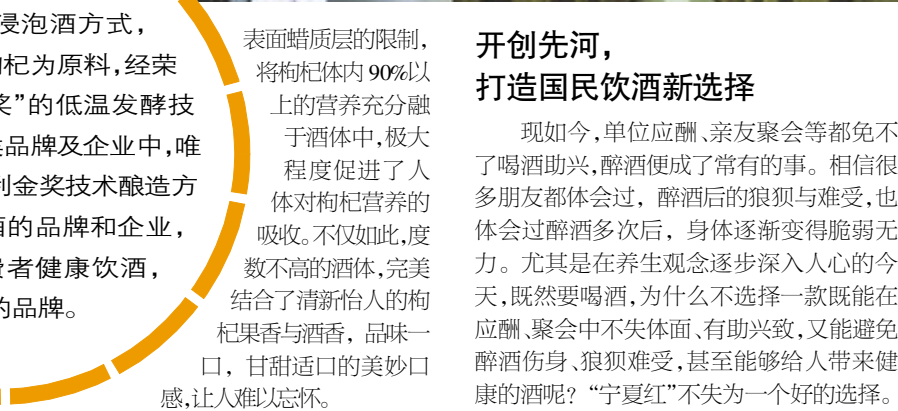 浸泡酒方式，
杞为原料，经荣
奖”的低温发酵技
品牌及企业中，唯
利金奖技术酿造方
酒的品牌和企业，
者健康饮酒，
的品牌。
表面蜡质层的限制，
将枸杞体内90%以
上的营养充分融
于酒体中，极大
程度促进了人
体对枸杞营养的
吸收。不仅如此，度
数不高的酒体，完美
结合了清新怡人的枸
杞果香与酒香，品味一
口，甘甜适口的美妙口
感，让人难以忘怀。
开创先河，
打造国民饮酒新选择
现如今，单位应酬、亲友聚会等都免不
了喝酒助兴，醉酒便成了常有的事。相信很
多朋友都体会过，醉酒后的狼狈与难受，也
体会过醉酒多次后，身体逐渐变得脆弱无
力。尤其是在养生观念逐步深入人心的今
天，既然要喝酒，为什么不选择一款既能在
应酬、聚会中不失体面、有助兴致，又能避免
醉酒伤身、狼狈难受，甚至能够给人带来健
康的酒呢？“宁夏红”不失为一个好的选择。